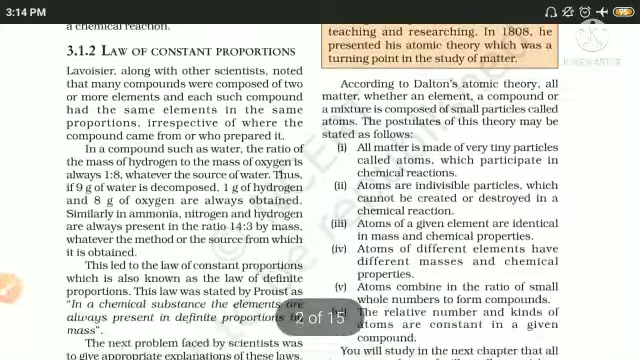 3:14 PM
95
KINEMASTER
a chemical reaction.
3.1.2 LAW OF CONSTANT PROPORTIONS
Lavoisier, along with other scientists, noted
that many compounds were composed of two
or more elements and each such compound
had the same elements in the same
proportions, irrespective of where the
compound came from or who prepared it.
In a compound such as water, the ratio of
the mass of hydrogen to the mass of oxygen is
always 1:8, whatever the source of water. Thus,
if 9 g of water is decomposed, 1 g of hydrogen
and 8 g of oxygen are always obtained.
Similarly in ammonia, nitrogen and hydrogen
are always present in the ratio 14:3 by mass,
whatever the method or the source from which
it is obtained.
This led to the law of constant proportions
which is also known as the law of definite
proportions. This law was stated by Proust as
“In a chemical substance the elements are
always present in definite proportions by
mass”.
The next problem faced by scientists was
to give appropriate explanations of these laws.
teaching and researching. In 1808, he
presented his atomic theory which was a
turning point in the study of matter.
According to Dalton's atomic theory, all
matter, whether an element, a compound or
a mixture is composed of small particles called
atoms. The postulates of this theory may be
stated as follows:
(i) All matter is made of very tiny particles
called atoms, which participate in
chemical reactions.
(ii) Atoms are indivisible particles, which
cannot be created or destroyed in a
chemical reaction.
(iii) Atoms of a given element are identical
in mass and chemical properties.
(iv) Atoms of different elements have
different masses and chemical
properties.
(v) Atoms combine in the ratio of small
whole numbers to form compounds.
The relative number and kinds of
atoms are constant in a given
compound.
You will study in the next chapter that all
2 of 15